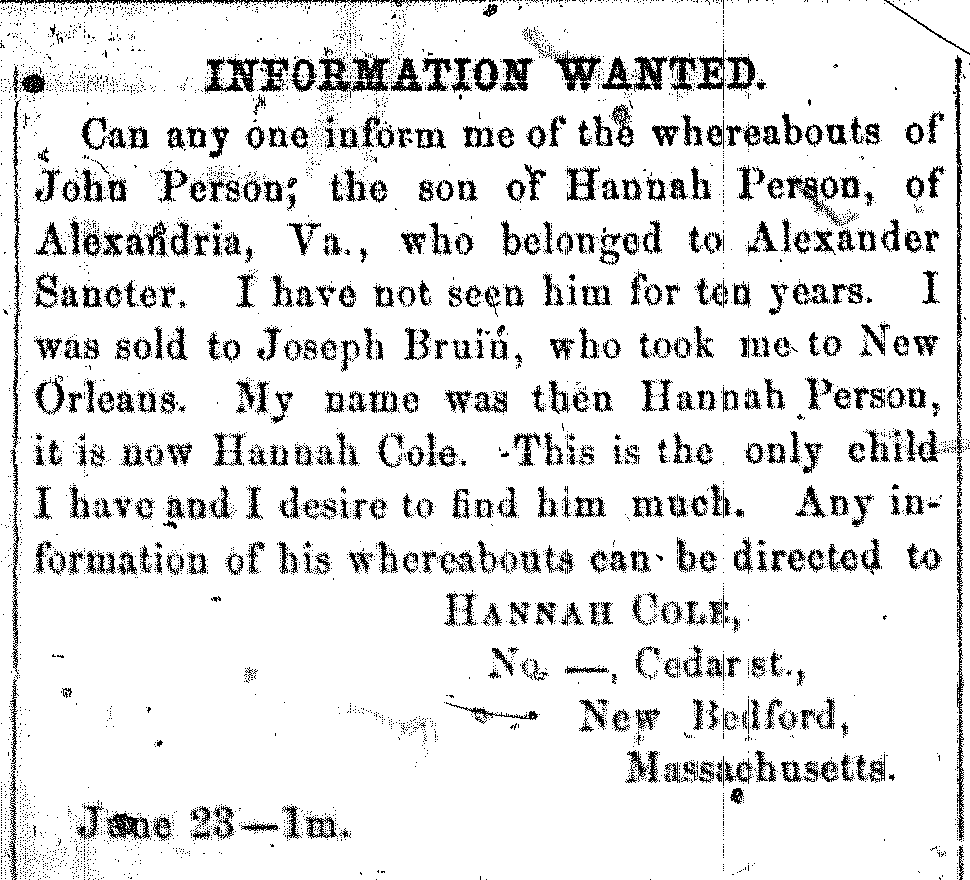 INFORMATION WANTED.
Can any one inform me of the whereabouts of
John Person, the son of Hannah Person, of
Alexandria, Va., who belonged to Alexander
Sancter. I have not seen him for ten years. I
was sold to Joseph Bruin, who took me to New
Orleans. My name was then Hannah Person,
it is now Hannah Cole. This is the only child
I have and I desire to find him much. Any in-
formation of his whereabouts can be directed to
HANNAH COLE,
No. —, Cedar st.,
New Bedford,
Massachusetts.
June 23—1m.